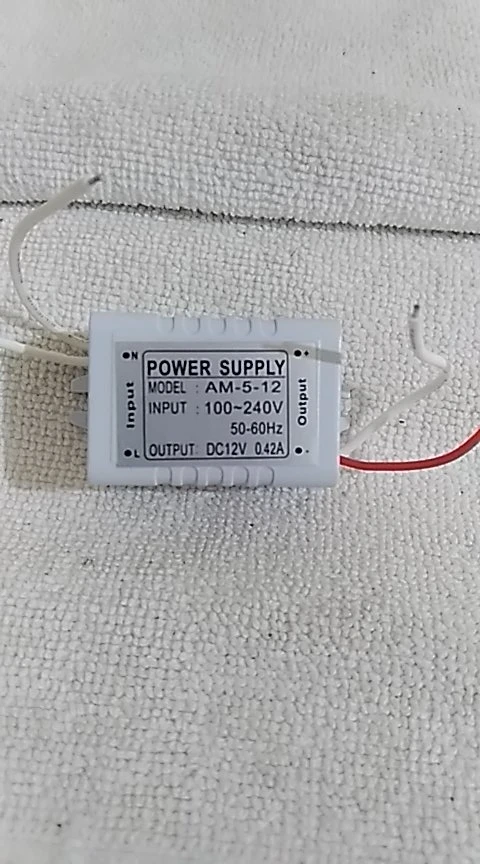 N
+
POWER SUPPLY
MODEL : AM-5-12
INPUT : 100~240V
50-60Hz
OUTPUT: DC12V 0.42A
Input
Output
L
-